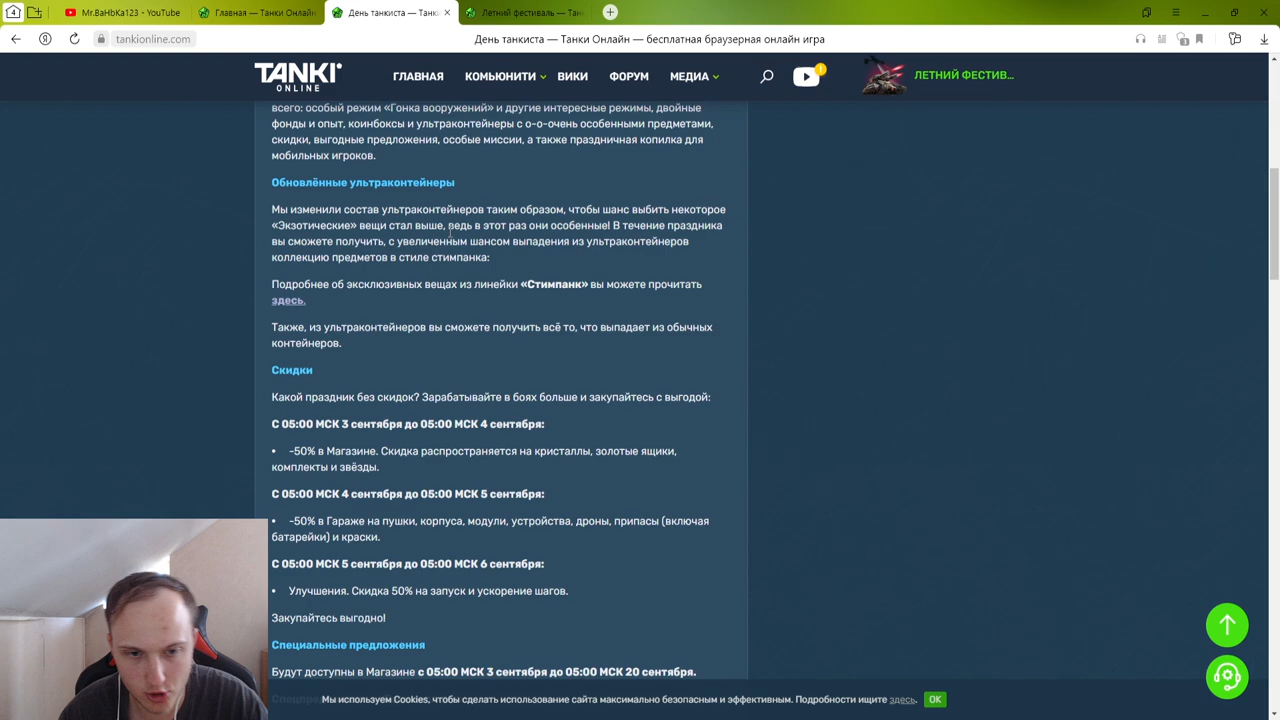 Mr.BaHbKa123 – YouTube
Главная — Танки Онлайн
День танкиста — Танки
Летний фестиваль — Танк
tankionline.com
День танкиста — Танки Онлайн — бесплатная браузерная онлайн игра
TANKI ONLINE
ГЛАВНАЯ
КОМЬЮНИТИ
ВИКИ
ФОРУМ
МЕДИА
ЛЕТНИЙ ФЕСТИВ...
всего: особый режим «Гонка вооружений» и другие интересные режимы, двойные
фонды и опыт, коинбоксы и ультраконтейнеры с о-о-очень особенными предметами,
скидки, выгодные предложения, особые миссии, а также праздничная копилка для
мобильных игроков.
Обновлённые ультраконтейнеры
Мы изменили состав ультраконтейнеров таким образом, чтобы шанс выбить некоторое
«Экзотические» вещи стал выше, ведь в этот раз они особенные! В течение праздника
вы сможете получить, с увеличенным шансом выпадения из ультраконтейнеров
коллекцию предметов в стиле стимпанка:
Подробнее об эксклюзивных вещах из линейки «Стимпанк» вы можете прочитать
здесь.
Также, из ультраконтейнеров вы сможете получить всё то, что выпадает из обычных
контейнеров.
Скидки
Какой праздник без скидок? Зарабатывайте в боях больше и закупайтесь с выгодой:
С 05:00 МСК 3 сентября до 05:00 МСК 4 сентября:
• -50% в Магазине. Скидка распространяется на кристаллы, золотые ящики,
комплекты и звёзды.
С 05:00 МСК 4 сентября до 05:00 МСК 5 сентября:
• -50% в Гараже на пушки, корпуса, модули, устройства, дроны, припасы (включая
батарейки) и краски.
С 05:00 МСК 5 сентября до 05:00 МСК 6 сентября:
• Улучшения. Скидка 50% на запуск и ускорение шагов.
Закупайтесь выгодно!
Специальные предложения
Будут доступны в Магазине с 05:00 МСК 3 сентября до 05:00 МСК 20 сентября.
Мы используем Cookies, чтобы сделать использование сайта максимально безопасным и эффективным. Подробности ищите здесь.
OK